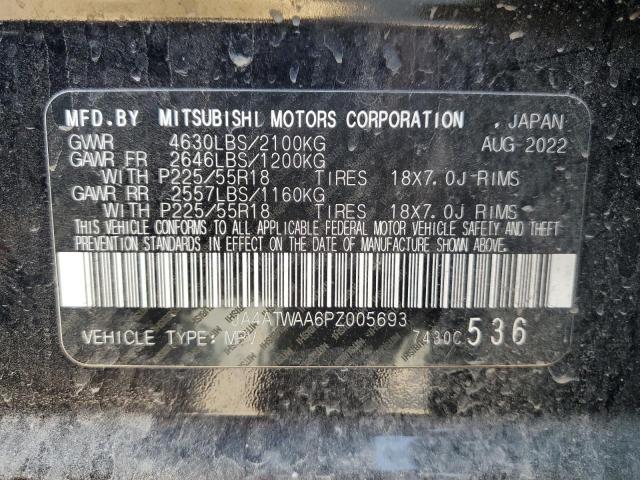 MFD.BY MITSUBISHI MOTORS CORPORATION , JAPAN
GVWR 4630LBS/2100KG AUG 2022
GAWR FR 2646LBS/1200KG
WITH P225/55R18 TIRES 18X7.0J RIMS
GAWR RR 2557LBS/1160KG
WITH P225/55R18 TIRES 18X7.0J RIMS
THIS VEHICLE CONFORMS TO ALL APPLICABLE FEDERAL MOTOR VEHICLE SAFETY AND THEFT
PREVENTION STANDARDS IN EFFECT ON THE DATE OF MANUFACTURE SHOWN ABOVE.
JA4ATWAA6PZ005693
VEHICLE TYPE: MPV 7430C 536